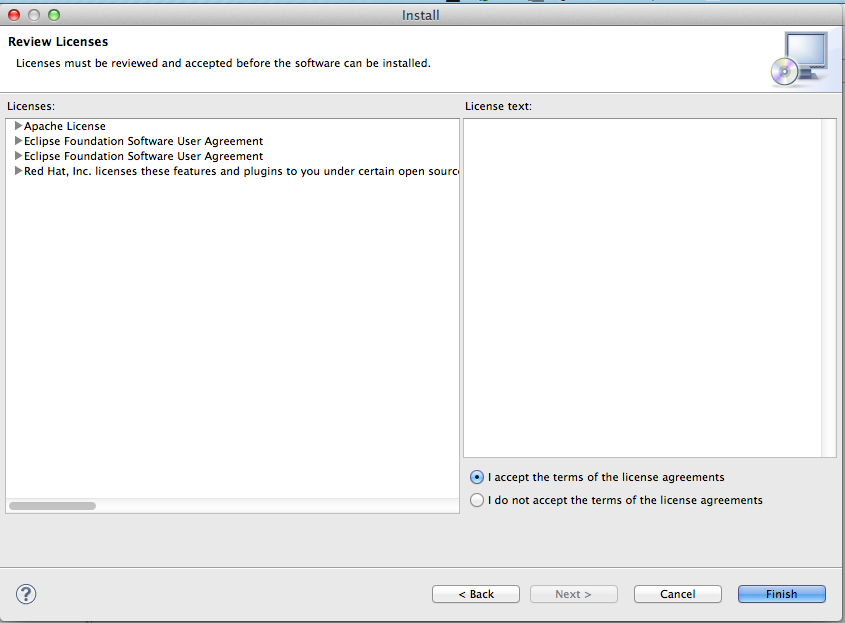 Install
Review Licenses
Licenses must be reviewed and accepted before the software can be installed.
Licenses:
Apache License
Eclipse Foundation Software User Agreement
Eclipse Foundation Software User Agreement
Red Hat, Inc. licenses these features and plugins to you under certain open sourc
License text:
I accept the terms of the license agreements
I do not accept the terms of the license agreements
?
< Back
Next >
Cancel
Finish